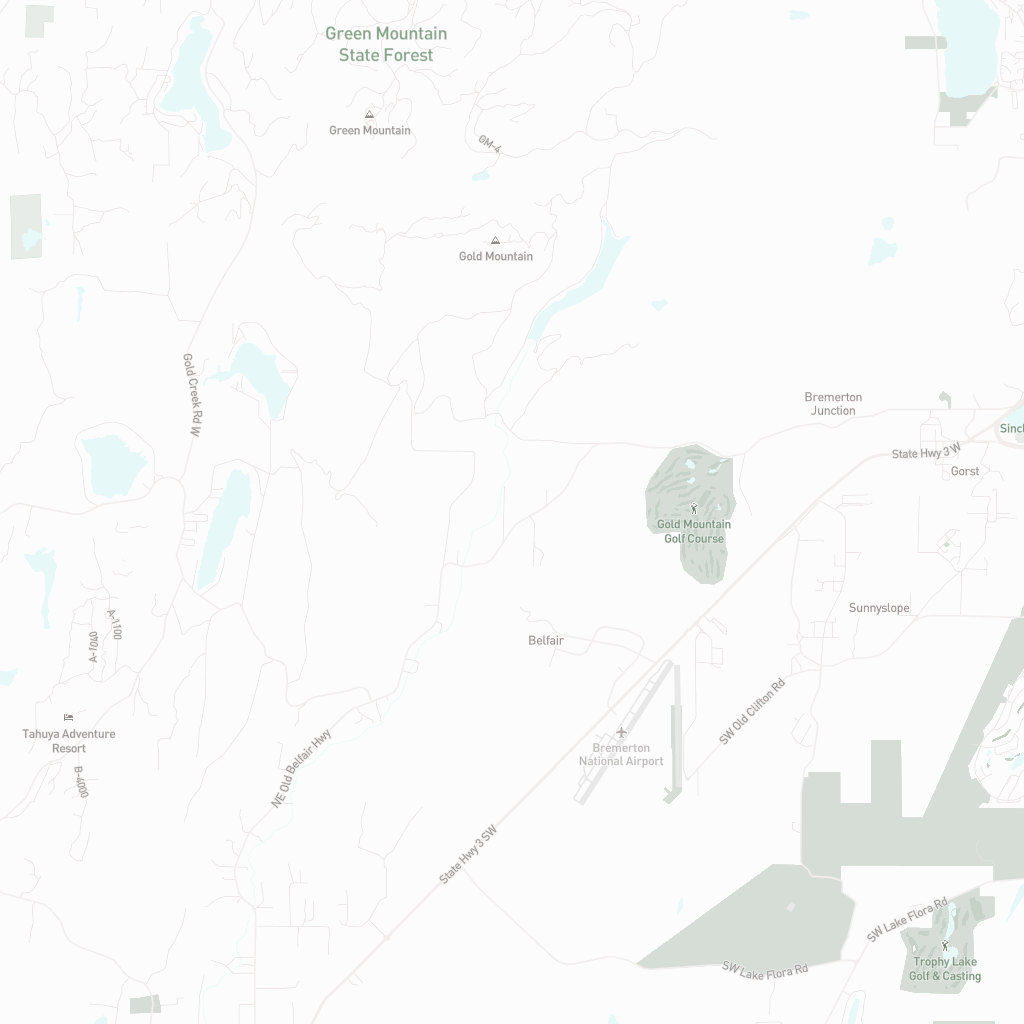 Green Mountain
State Forest
Green Mountain
GM-4
Gold Mountain
Gold Creek Rd W
Bremerton
Junction
Sincl
State Hwy 3 W
Gorst
Gold Mountain
Golf Course
A-1100
A-1040
Sunnyslope
Belfair
SW Old Clifton Rd
Tahuya Adventure
Resort
Bremerton
National Airport
B-4000
NE Old Belfair Hwy
State Hwy 3 SW
SW Lake Flora Rd
SW Lake Flora Rd
Trophy Lake
Golf & Casting